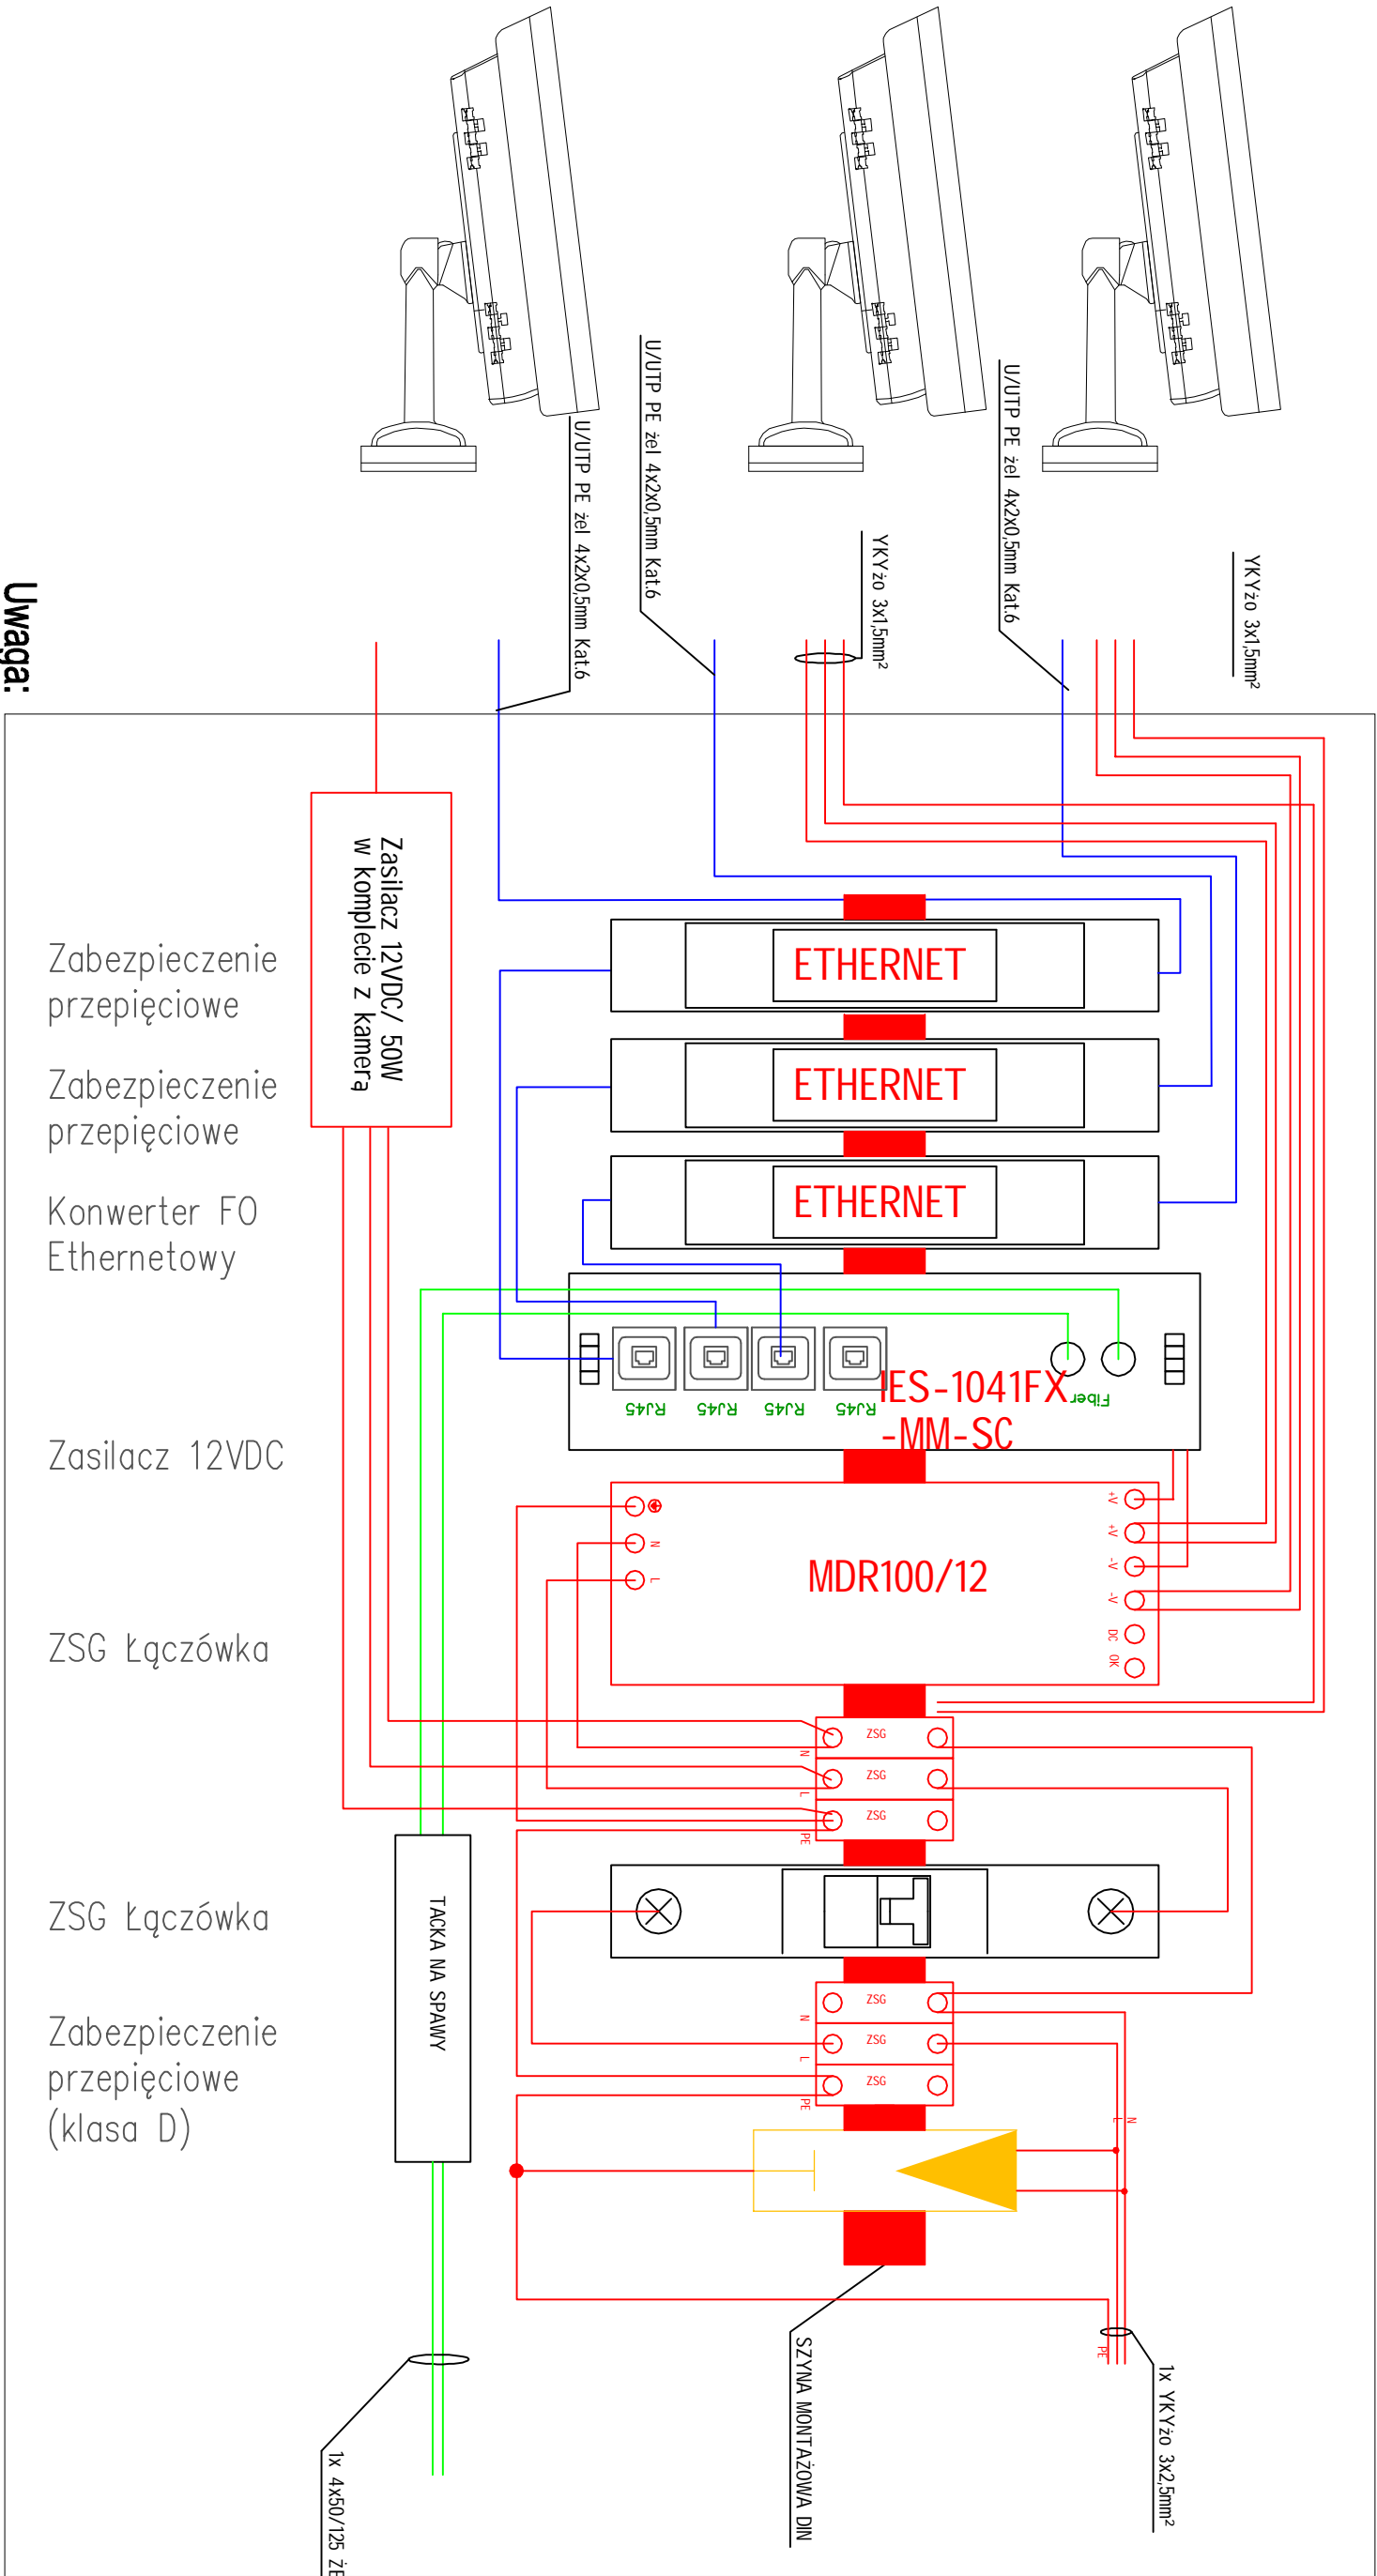 U/UTP PE żel 4x2x0,5mm Kat.6
U/UTP PE żel 4x2x0,5mm Kat.6
YKYżo 3x1,5mm²
U/UTP PE żel 4x2x0,5mm Kat.6
YKYżo 3x1,5mm²
Uwaga:
Zasilacz 12VDC/ 50W
w komplecie z kamerą
Zabezpieczenie
przepięciowe
Zabezpieczenie
przepięciowe
Konwerter FO
Ethernetowy
Zasilacz 12VDC
ZSG Łączówka
ZSG Łączówka
Zabezpieczenie
przepięciowe
(klasa D)
ETHERNET
ETHERNET
ETHERNET
RJ45
RJ45
RJ45
RJ45
IES-1041FX
-MM-SC
Fiber
N
L
MDR100/12
+V
+V
-V
-V
DC OK
ZSG
N
ZSG
L
ZSG
PE
TACKA NA SPAWY
ZSG
N
ZSG
L
ZSG
PE
N
L
PE
SZYNA MONTAŻOWA DIN
1x YKYżo 3x2,5mm²
1x 4x50/125